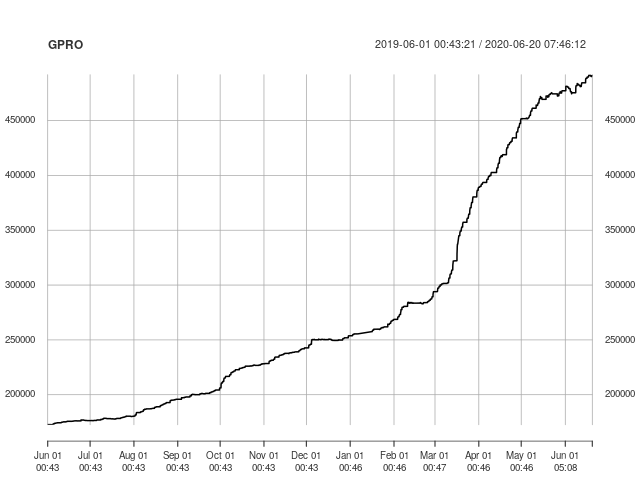 GPRO
2019-06-01 00:43:21 / 2020-06-20 07:46:12
450000 450000
400000 400000
350000 350000
300000 300000
250000 250000
200000 200000
Jun 01 Jul 01 Aug 01 Sep 01 Oct 01 Nov 01 Dec 01 Jan 01 Feb 01 Mar 01 Apr 01 May 01 Jun 01
00:43 00:43 00:43 00:43 00:43 00:43 00:43 00:46 00:46 00:47 00:46 00:46 05:08